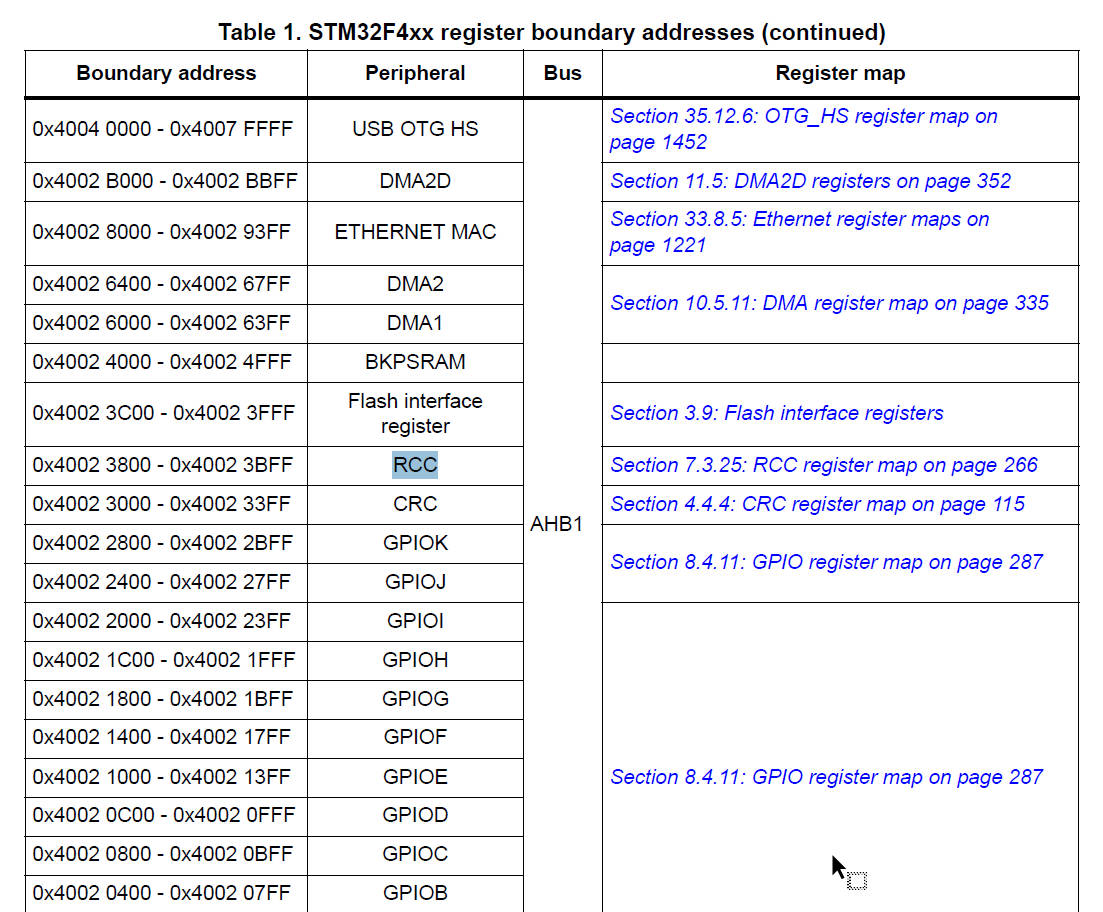 Table 1. STM32F4xx register boundary addresses (continued)
Boundary address Peripheral Bus Register map
0x4004 0000 - 0x4007 FFFF USB OTG HS Section 35.12.6: OTG_HS register map on
page 1452
0x4002 B000 - 0x4002 BBFF DMA2D Section 11.5: DMA2D registers on page 352
0x4002 8000 - 0x4002 93FF ETHERNET MAC Section 33.8.5: Ethernet register maps on
page 1221
0x4002 6400 - 0x4002 67FF DMA2
Section 10.5.11: DMA register map on page 335
0x4002 6000 - 0x4002 63FF DMA1
0x4002 4000 - 0x4002 4FFF BKPSRAM
0x4002 3C00 - 0x4002 3FFF Flash interface
register Section 3.9: Flash interface registers
0x4002 3800 - 0x4002 3BFF RCC Section 7.3.25: RCC register map on page 266
0x4002 3000 - 0x4002 33FF CRC Section 4.4.4: CRC register map on page 115
AHB1
0x4002 2800 - 0x4002 2BFF GPIOK
Section 8.4.11: GPIO register map on page 287
0x4002 2400 - 0x4002 27FF GPIOJ
0x4002 2000 - 0x4002 23FF GPIOI
0x4002 1C00 - 0x4002 1FFF GPIOH
0x4002 1800 - 0x4002 1BFF GPIOG
0x4002 1400 - 0x4002 17FF GPIOF
0x4002 1000 - 0x4002 13FF GPIOE Section 8.4.11: GPIO register map on page 287
0x4002 0C00 - 0x4002 0FFF GPIOD
0x4002 0800 - 0x4002 0BFF GPIOC
0x4002 0400 - 0x4002 07FF GPIOB